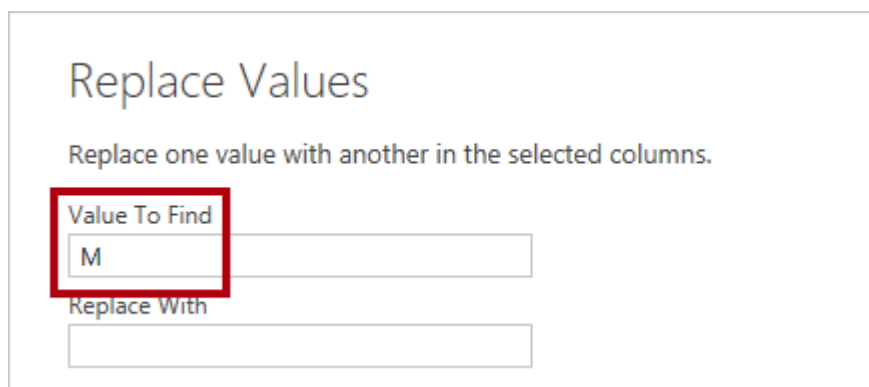 Replace Values
Replace one value with another in the selected columns.
Value To Find
M
Replace With